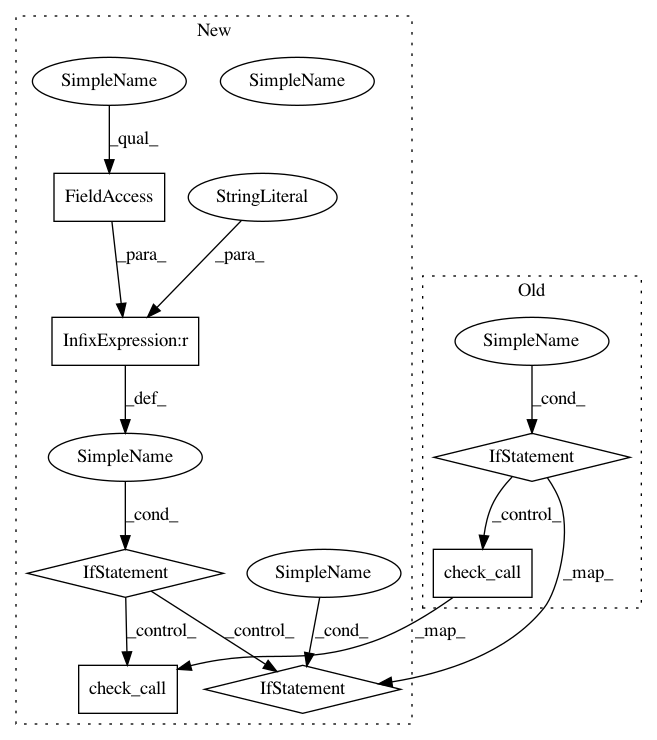 New
SimpleName
SimpleName
_qual_
FieldAccess
StringLiteral
_para_
_para_
Old
InfixExpression:r
SimpleName
_def_
_cond_
SimpleName
IfStatement
_cond_
_control_
IfStatement
SimpleName
check_call
_map_
_control_
_control_
_cond_
_map_
check_call
IfStatement